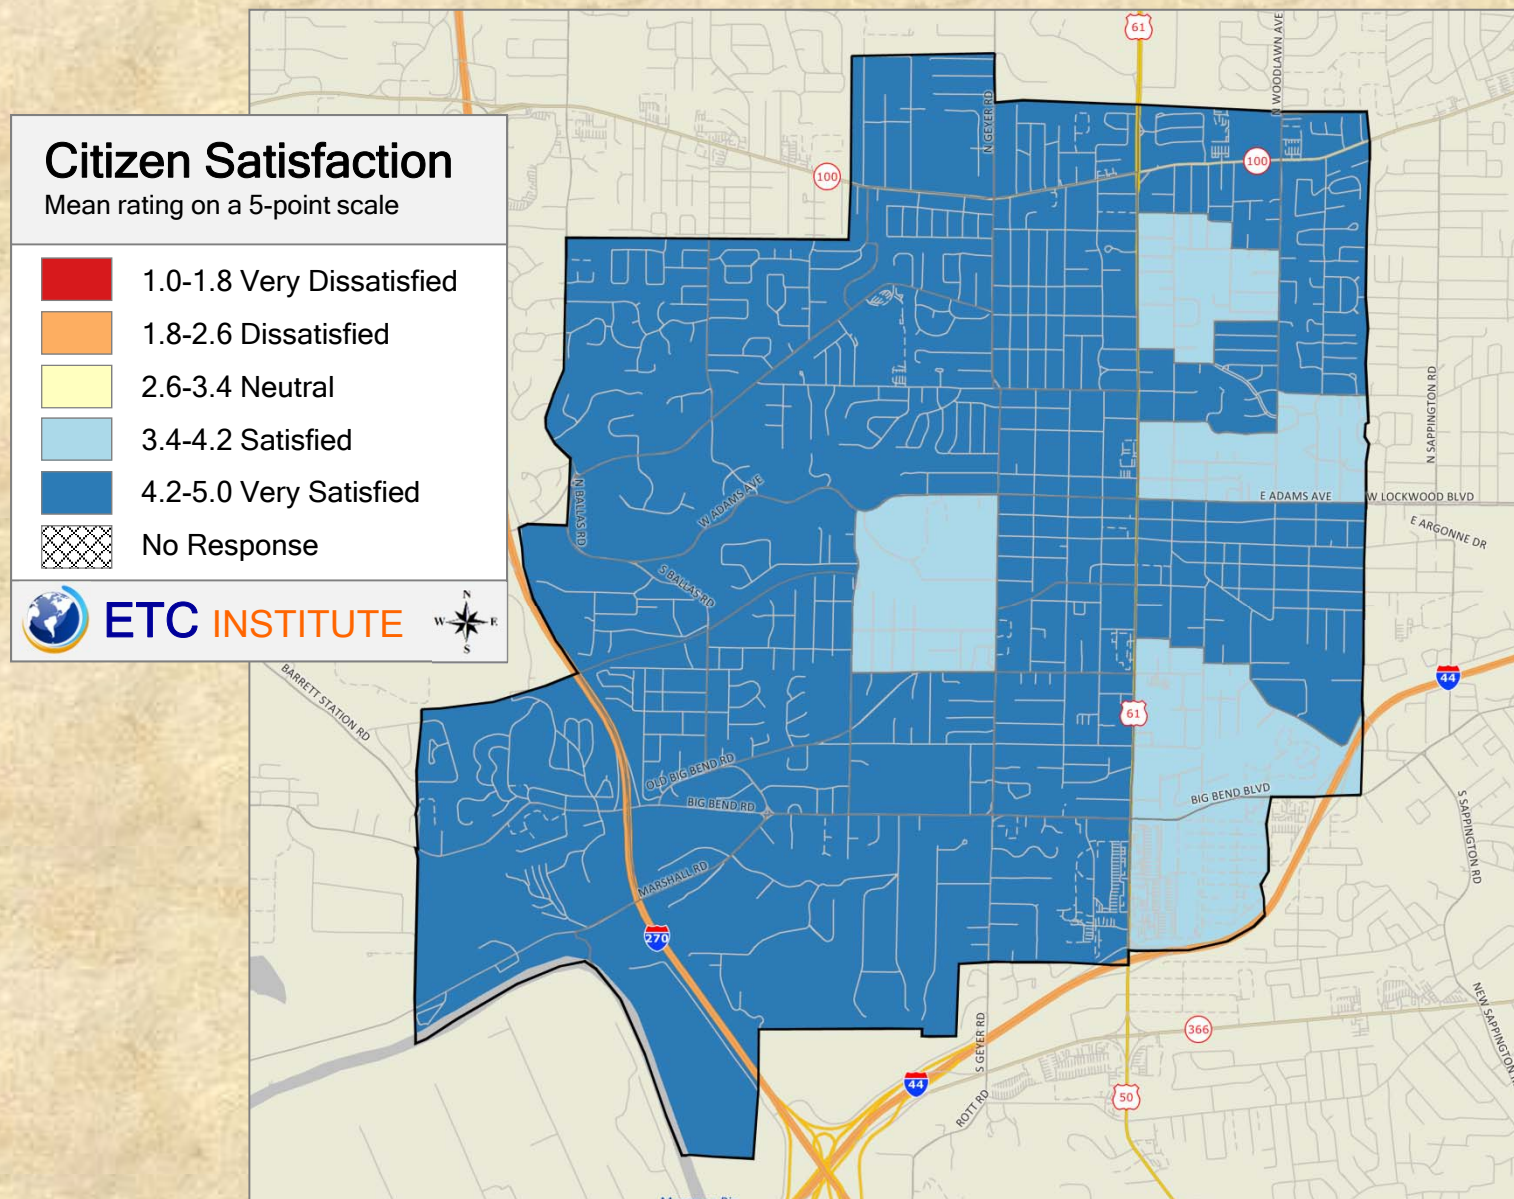 Citizen Satisfaction
Mean rating on a 5-point scale
1.0-1.8 Very Dissatisfied
1.8-2.6 Dissatisfied
2.6-3.4 Neutral
3.4-4.2 Satisfied
4.2-5.0 Very Satisfied
No Response
ETC INSTITUTE
N
W
E
S
61
N WOODLAWN AVE
N GEYER RD
100
100
N SAPPINGTON RD
N BALLAS RD
W ADAMS AVE
E ADAMS AVE
W LOCKWOOD BLVD
E ARGONNE DR
S BALLAS RD
BARRETT STATION RD
44
61
OLD BIG BEND RD
BIG BEND RD
BIG BEND BLVD
S SAPPINGTON RD
MARSHALL RD
270
NEW SAPPINGTON
S GEYER RD
366
44
50
ROTT RD